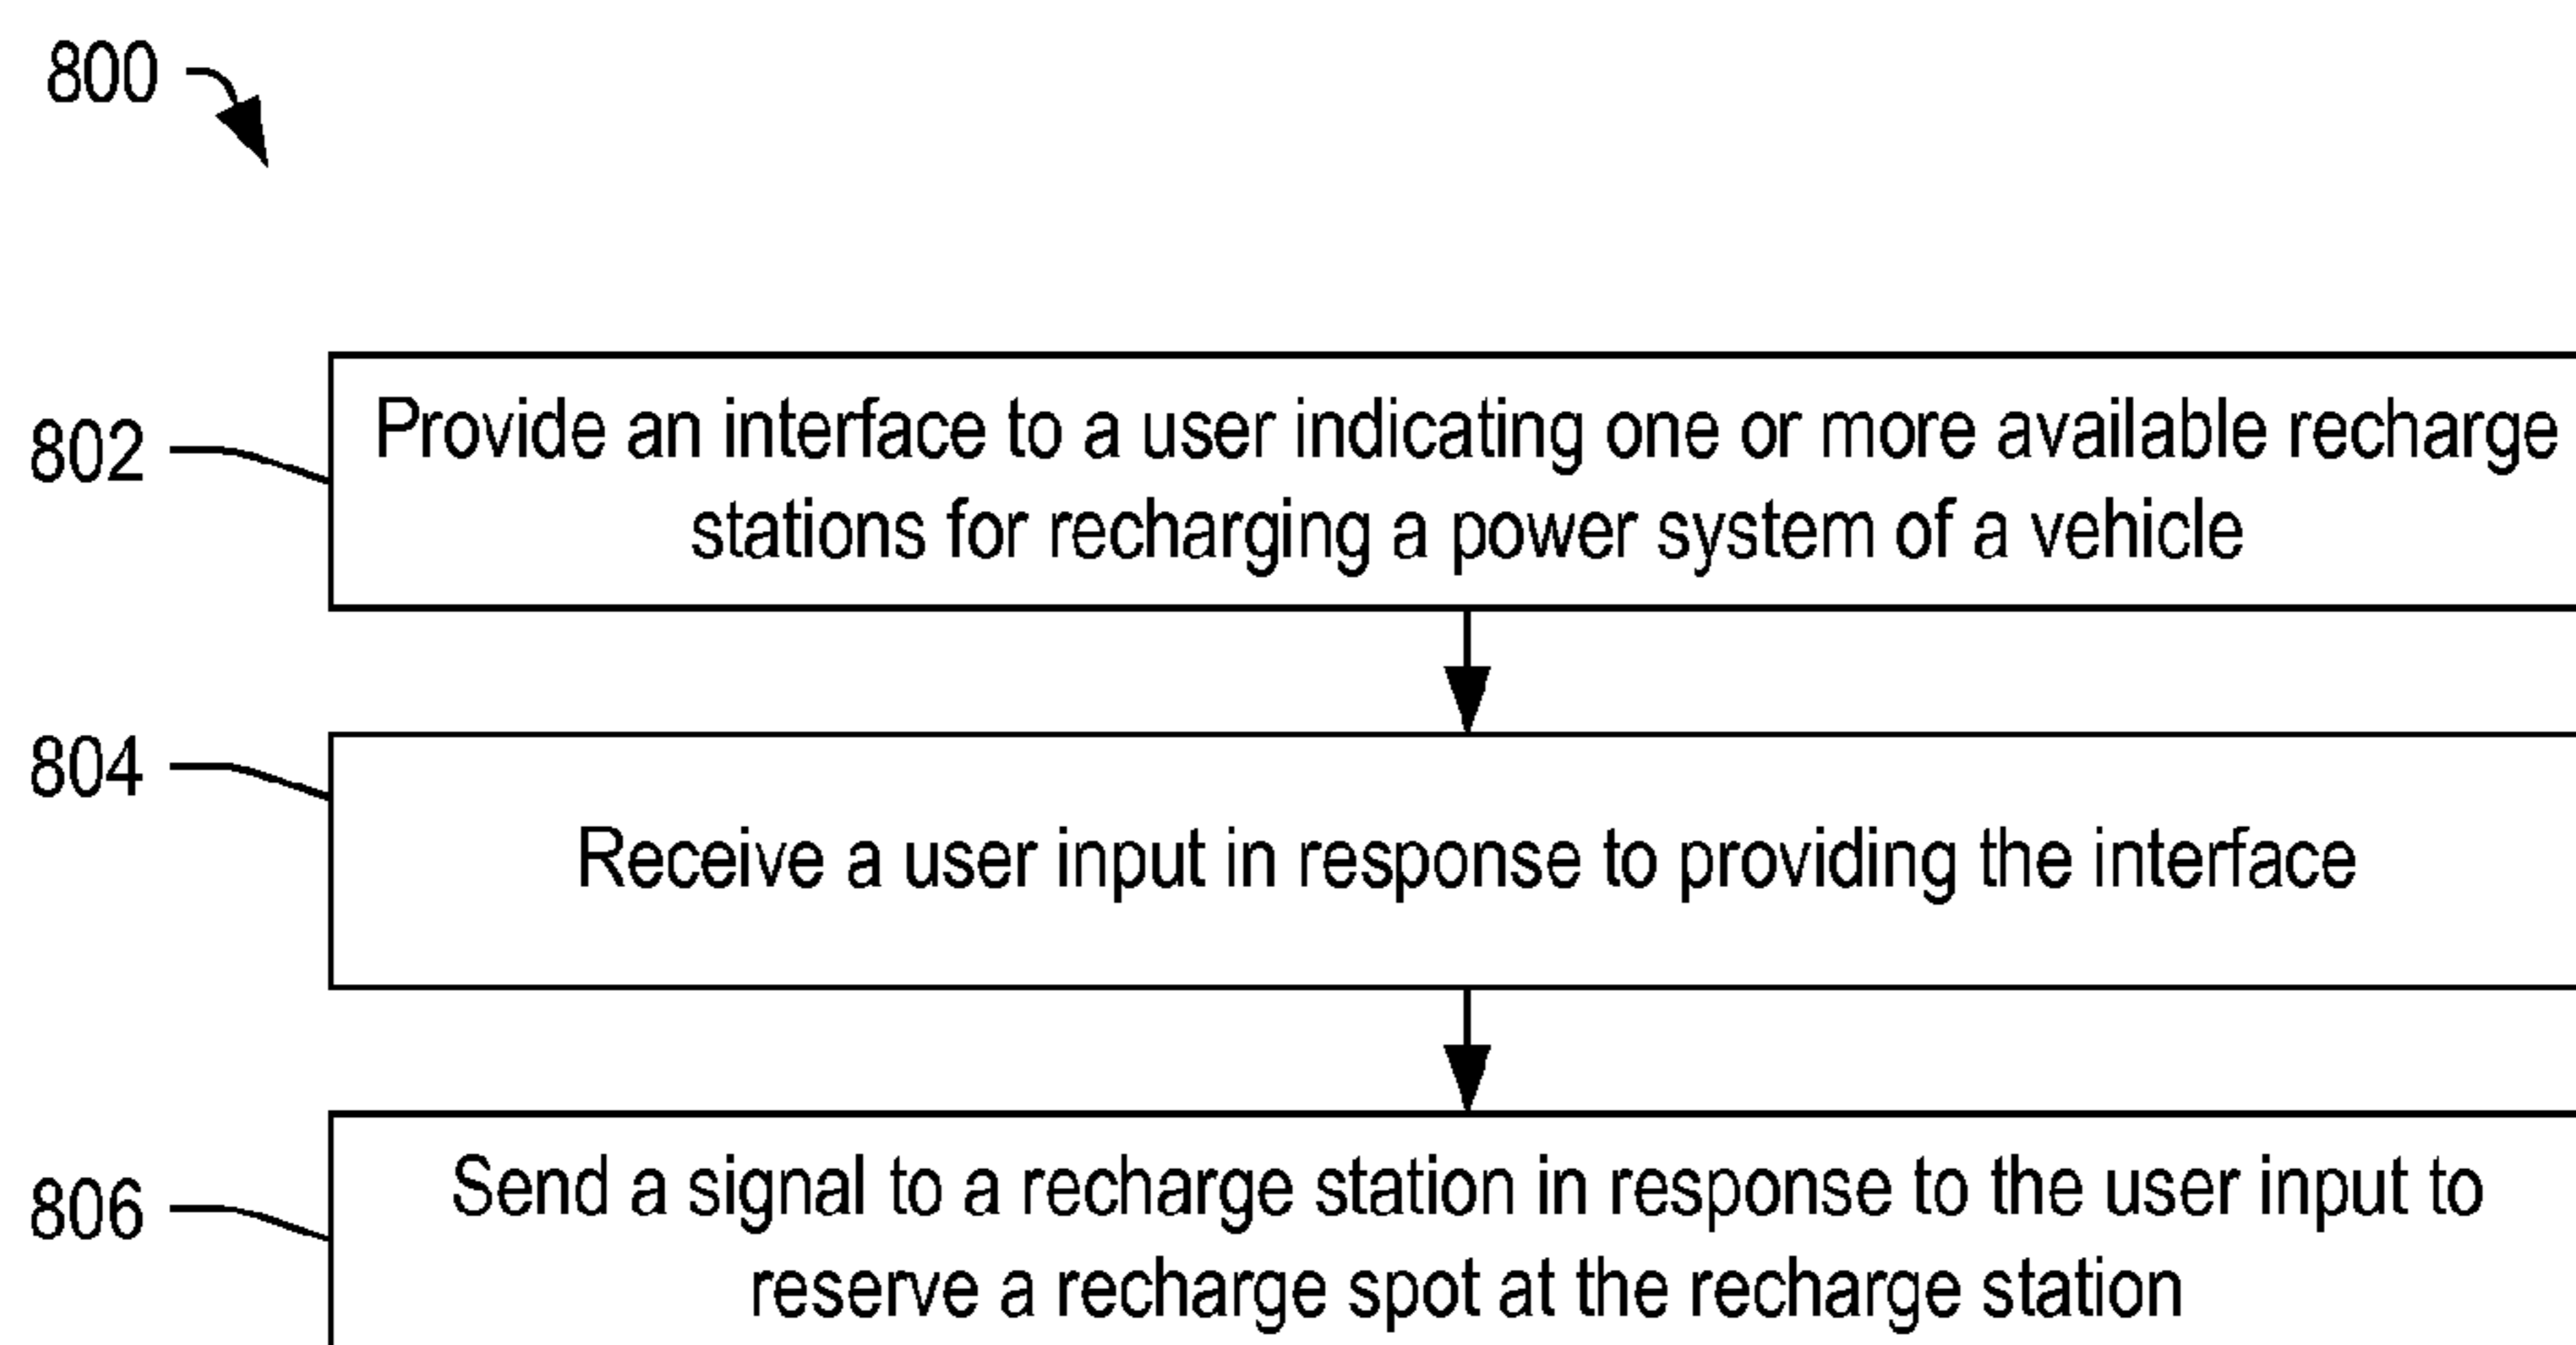 800
802
Provide an interface to a user indicating one or more available recharge
stations for recharging a power system of a vehicle
804
Receive a user input in response to providing the interface
806
Send a signal to a recharge station in response to the user input to
reserve a recharge spot at the recharge station